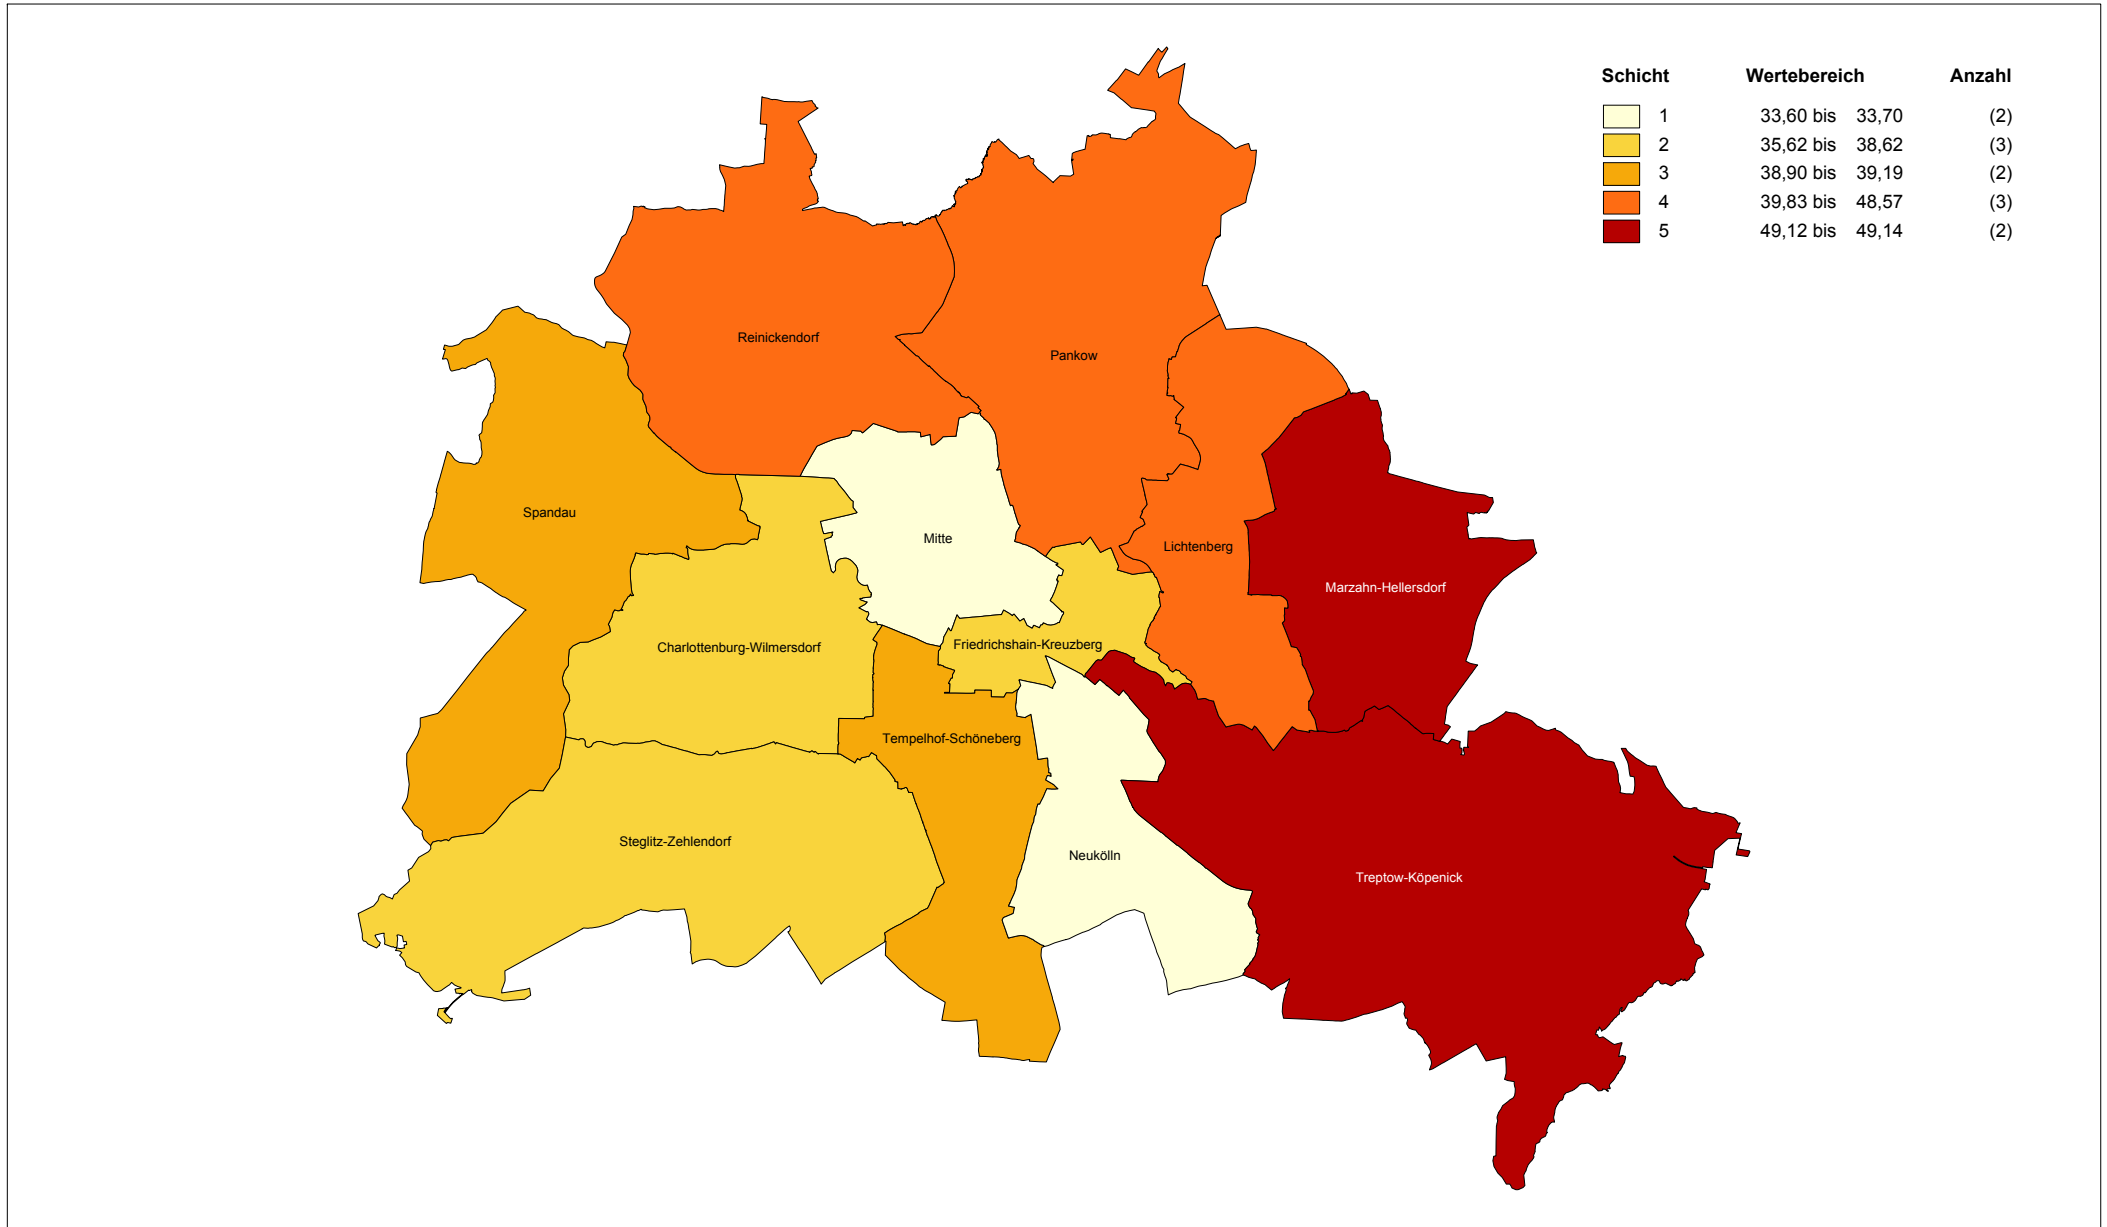 Schicht Wertebereich Anzahl
1 33,60 bis 33,70 (2)
2 35,62 bis 38,62 (3)
3 38,90 bis 39,19 (2)
4 39,83 bis 48,57 (3)
5 49,12 bis 49,14 (2)
Reinickendorf
Pankow
Spandau
Mitte
Lichtenberg
Marzahn-Hellersdorf
Charlottenburg-Wilmersdorf
Friedrichshain-Kreuzberg
Tempelhof-Schöneberg
Steglitz-Zehlendorf
Neukölln
Treptow-Köpenick